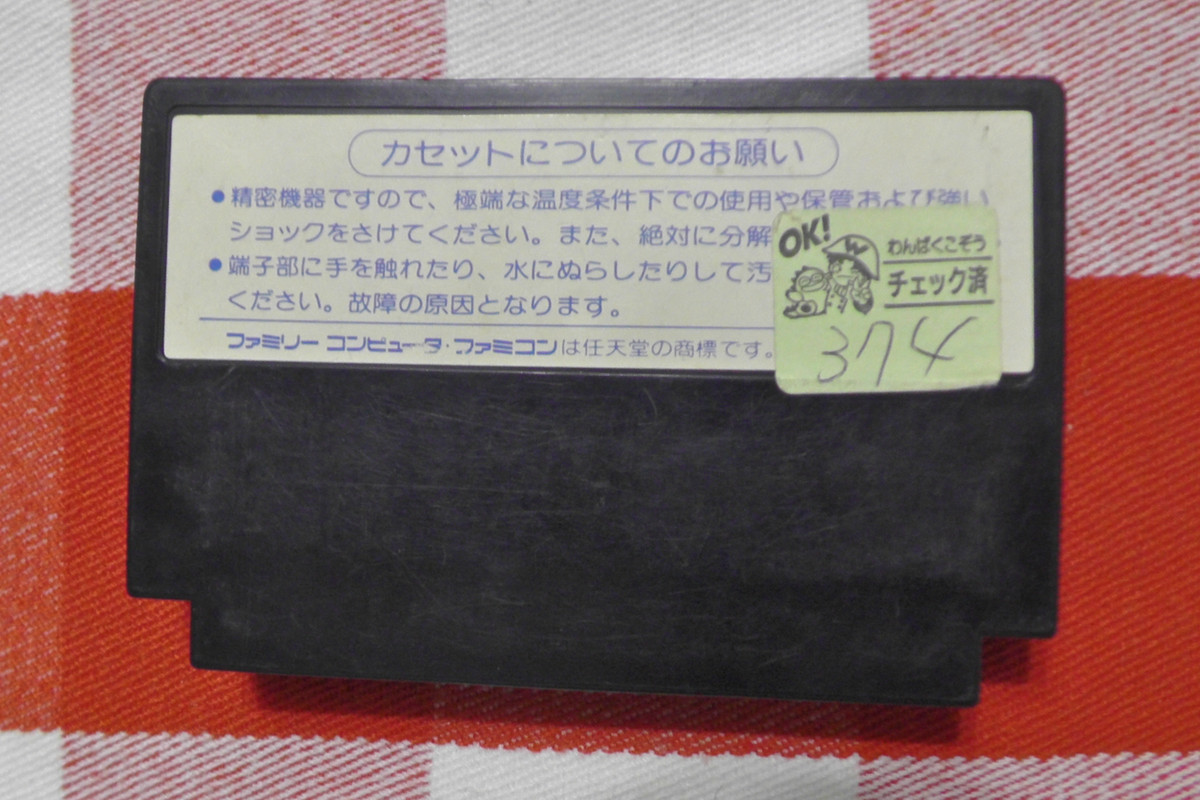 カセットについてのお願い
●精密機器ですので、極端な温度条件下での使用や保管および強い
ショックをさけてください。また、絶対に分解
●端子部に手を触れたり、水にぬらしたりして汚
ください。故障の原因となります。
ファミリー コンピュータ・ファミコンは任天堂の商標です。
OK!
W
わんぱくこぞう
チェック済
374